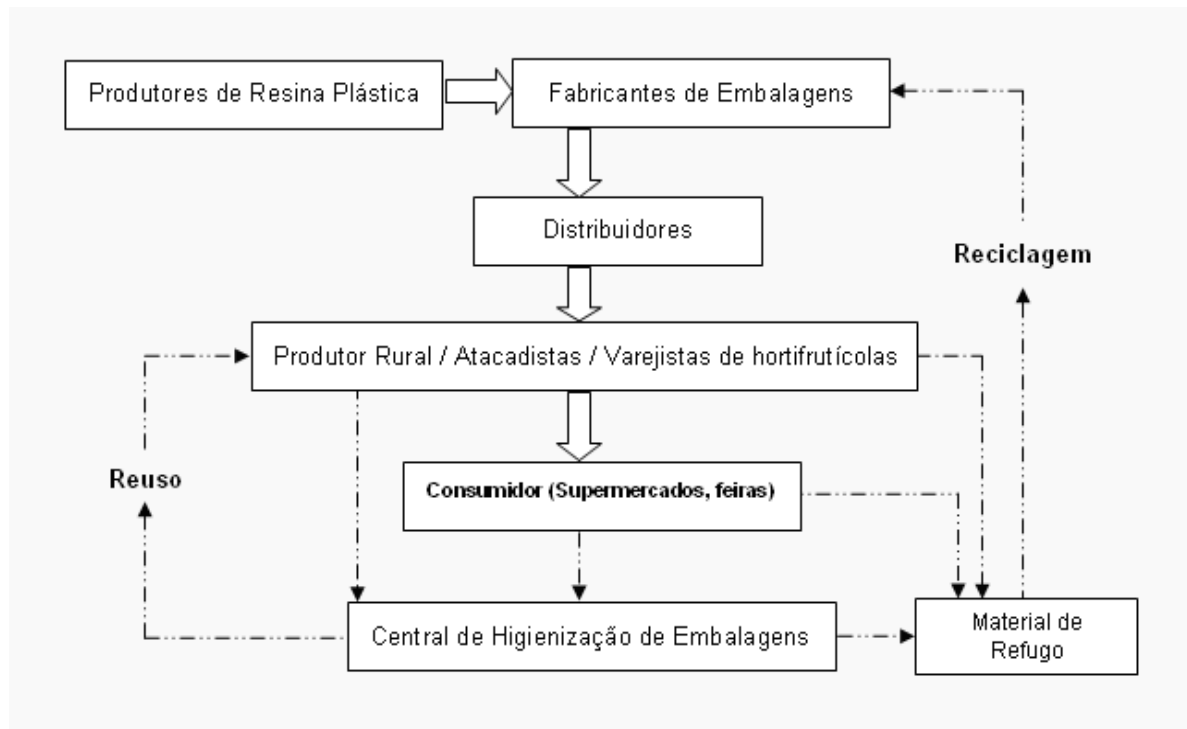 Produtores de Resina Plástica
Fabricantes de Embalagens
Distribuidores
Reciclagem
Produtor Rural / Atacadistas / Varejistas de hortifrutícolas
Reuso
Consumidor (Supermercados, feiras)
Central de Higienização de Embalagens
Material de
Refugo